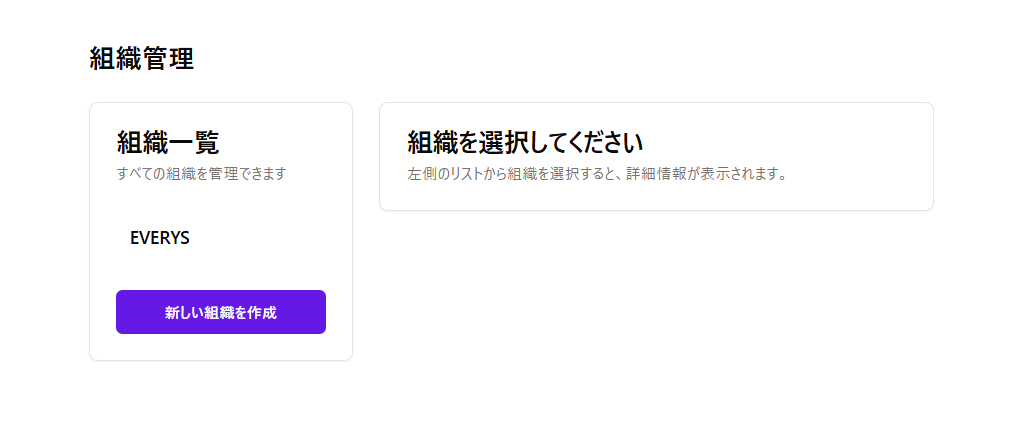 組織管理
組織一覧
すべての組織を管理できます
EVERYS
新しい組織を作成
組織を選択してください
左側のリストから組織を選択すると、詳細情報が表示されます。